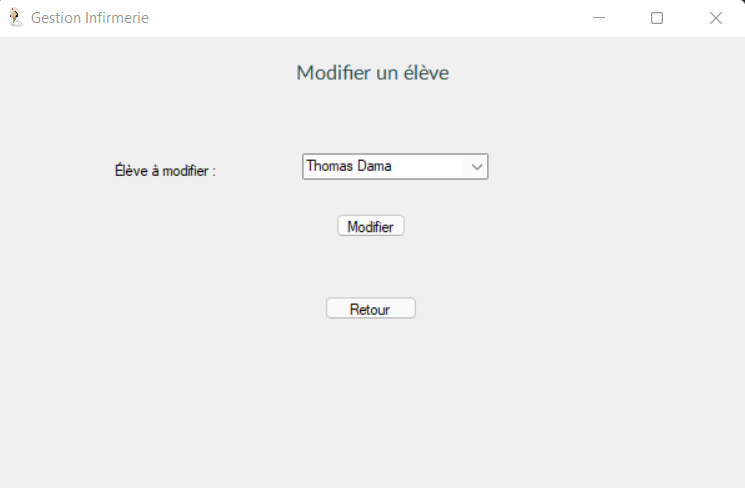 Gestion Infirmerie
Modifier un élève
Élève à modifier :
Thomas Dama
Modifier
Retour